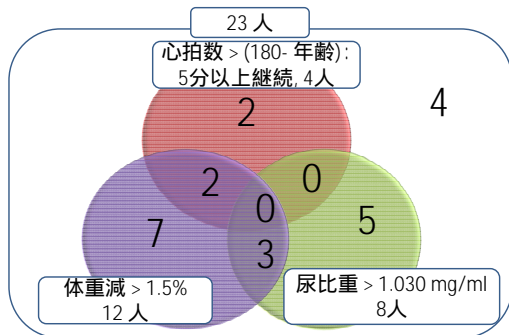 23 人
心拍数 > (180- 年齢) :
5分以上継続, 4人
2
4
2
0
0
7
5
3
体重減 > 1.5%
12 人
尿比重 > 1.030 mg/ml
8人